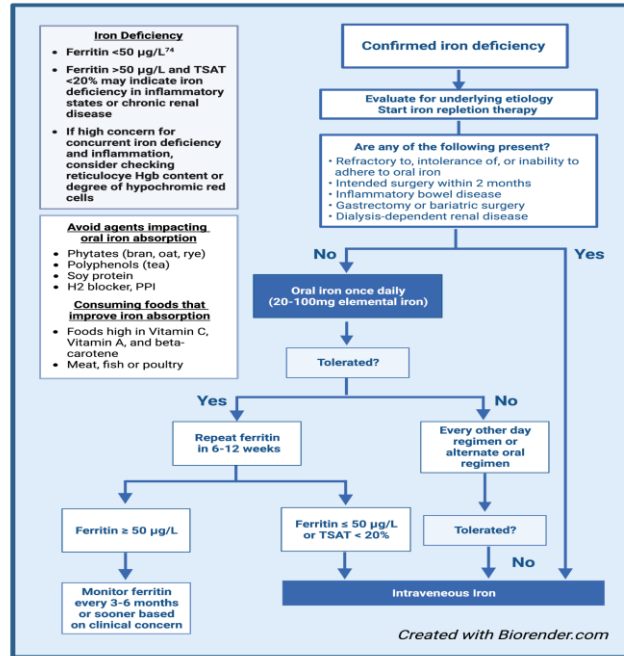 Iron Deficiency
• Ferritin <50 µg/L74
• Ferritin >50 µg/L and TSAT
<20% may indicate iron
deficiency in inflammatory
states or chronic renal
disease
• If high concern for
concurrent iron deficiency
and inflammation,
consider checking
reticulocye Hgb content or
degree of hypochromic red
cells
Avoid agents impacting
oral iron absorption
• Phytates (bran, oat, rye)
• Polyphenols (tea)
• Soy protein
• H2 blocker, PPI
Consuming foods that
improve iron absorption
• Foods high in Vitamin C,
Vitamin A, and beta-
carotene
• Meat, fish or poultry
Confirmed iron deficiency
Evaluate for underlying etiology
Start iron repletion therapy
Are any of the following present?
• Refractory to, intolerance of, or inability to
adhere to oral iron
• Intended surgery within 2 months
• Inflammatory bowel disease
• Gastrectomy or bariatric surgery
• Dialysis-dependent renal disease
No
Yes
Oral iron once daily
(20-100mg elemental iron)
Tolerated?
Yes
No
Repeat ferritin
in 6-12 weeks
Every other day
regimen or
alternate oral
regimen
Ferritin ≥ 50 µg/L
Ferritin ≤ 50 µg/L
or TSAT < 20%
Tolerated?
No
Monitor ferritin
every 3-6 months
or sooner based
on clinical concern
Intraveneous Iron
Created with Biorender.com